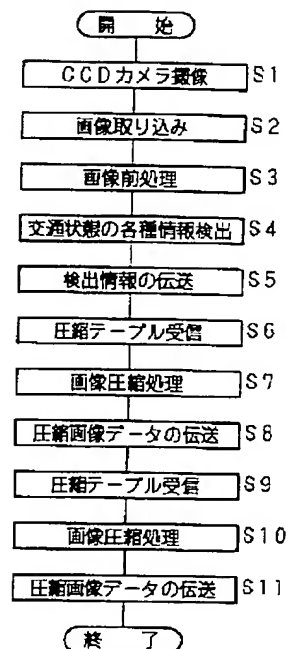 開 始
CCDカメラ撮像 S1
画像取り込み S2
画像前処理 S3
交通状態の各種情報検出 S4
検出情報の伝送 S5
圧縮テーブル受信 S6
画像圧縮処理 S7
圧縮画像データの伝送 S8
圧縮テーブル受信 S9
画像圧縮処理 S10
圧縮画像データの伝送 S11
終 了